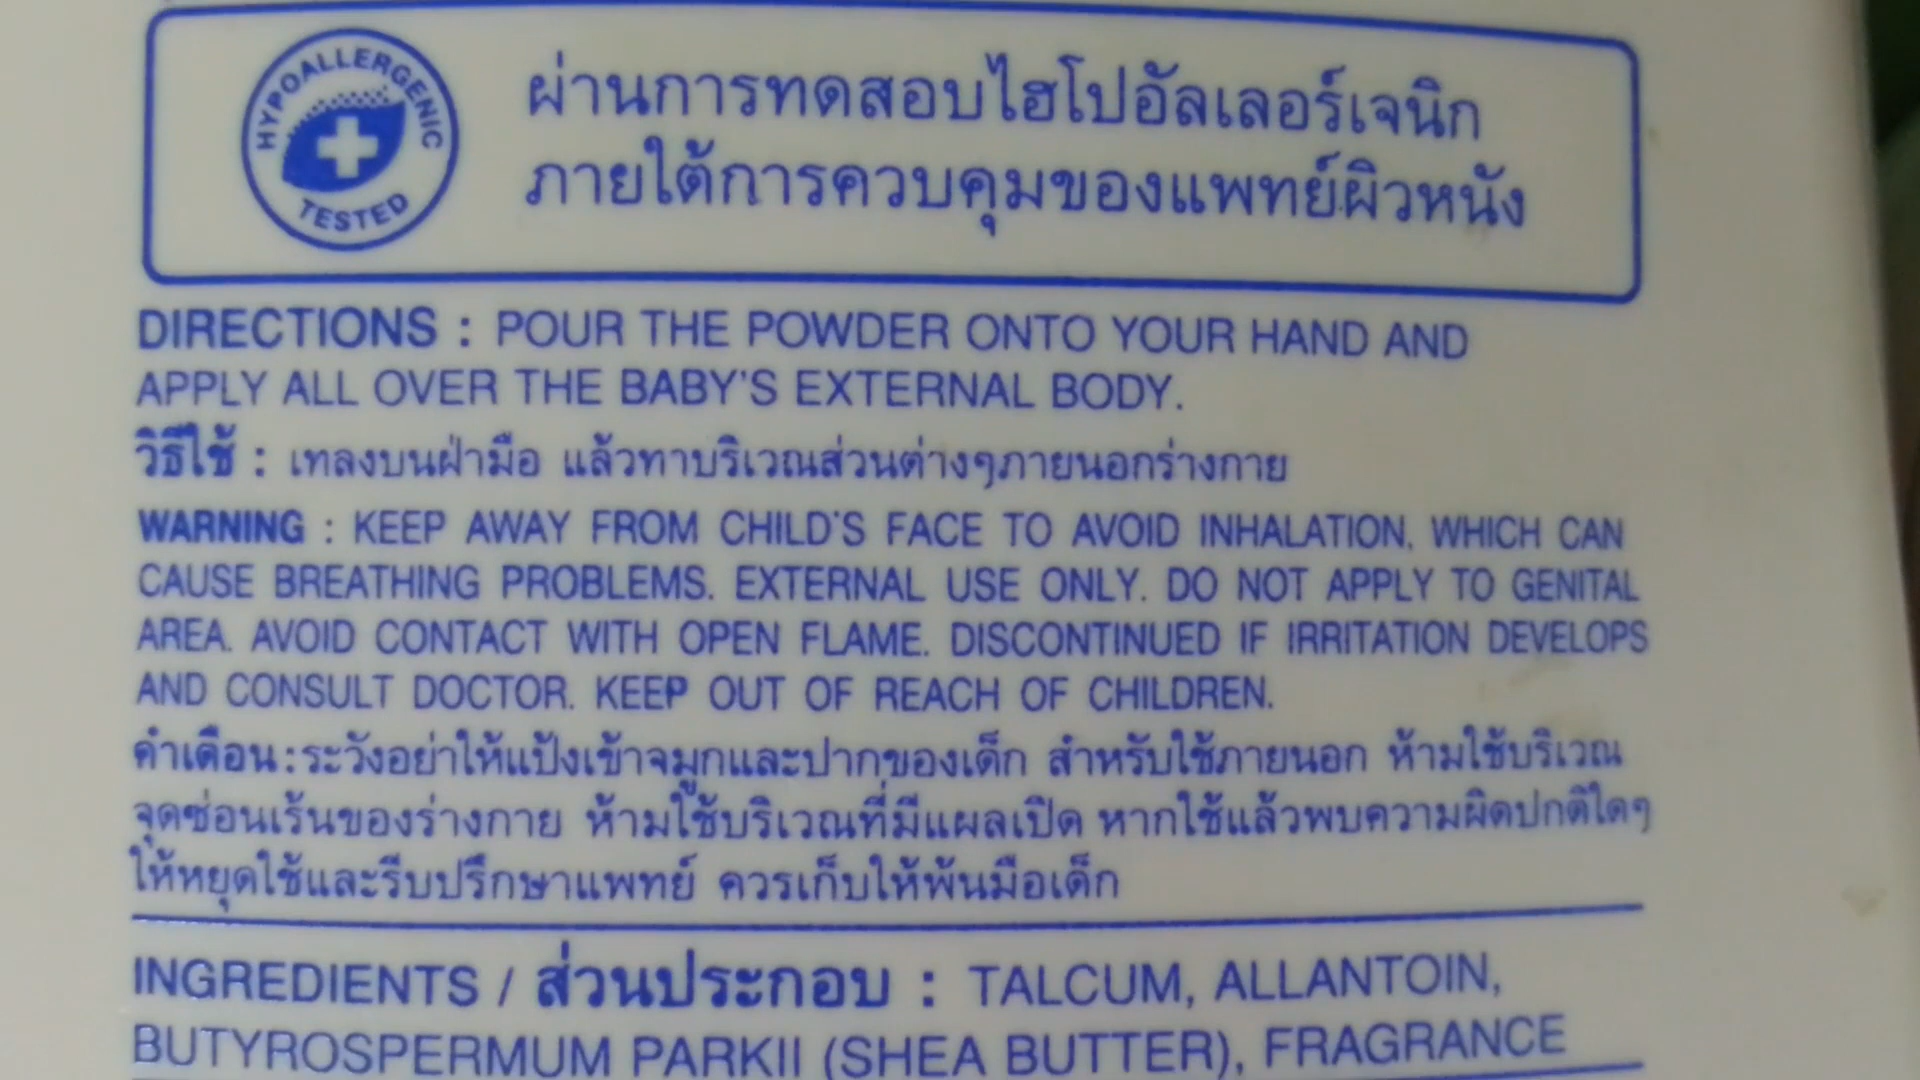 HYPOALLERGENIC
TESTED
ผ่านการทดสอบไฮโปอัลเลอร์เจนิก
ภายใต้การควบคุมของแพทย์ผิวหนัง
DIRECTIONS : POUR THE POWDER ONTO YOUR HAND AND
APPLY ALL OVER THE BABY'S EXTERNAL BODY.
วิธีใช้ : เทลงบนฝ่ามือ แล้วทาบริเวณส่วนต่างๆภายนอกร่างกาย
WARNING : KEEP AWAY FROM CHILD'S FACE TO AVOID INHALATION, WHICH CAN
CAUSE BREATHING PROBLEMS. EXTERNAL USE ONLY. DO NOT APPLY TO GENITAL
AREA. AVOID CONTACT WITH OPEN FLAME. DISCONTINUED IF IRRITATION DEVELOPS
AND CONSULT DOCTOR. KEEP OUT OF REACH OF CHILDREN.
คำเตือน:ระวังอย่าให้แป้งเข้าจมูกและปากของเด็ก สำหรับใช้ภายนอก ห้ามใช้บริเวณ
จุดซ่อนเร้นของร่างกาย ห้ามใช้บริเวณที่มีแผลเปิด หากใช้แล้วพบความผิดปกติใดๆ
ให้หยุดใช้และรีบปรึกษาแพทย์ ควรเก็บให้พ้นมือเด็ก
INGREDIENTS / ส่วนประกอบ : TALCUM, ALLANTOIN,
BUTYROSPERMUM PARKII (SHEA BUTTER), FRAGRANCE